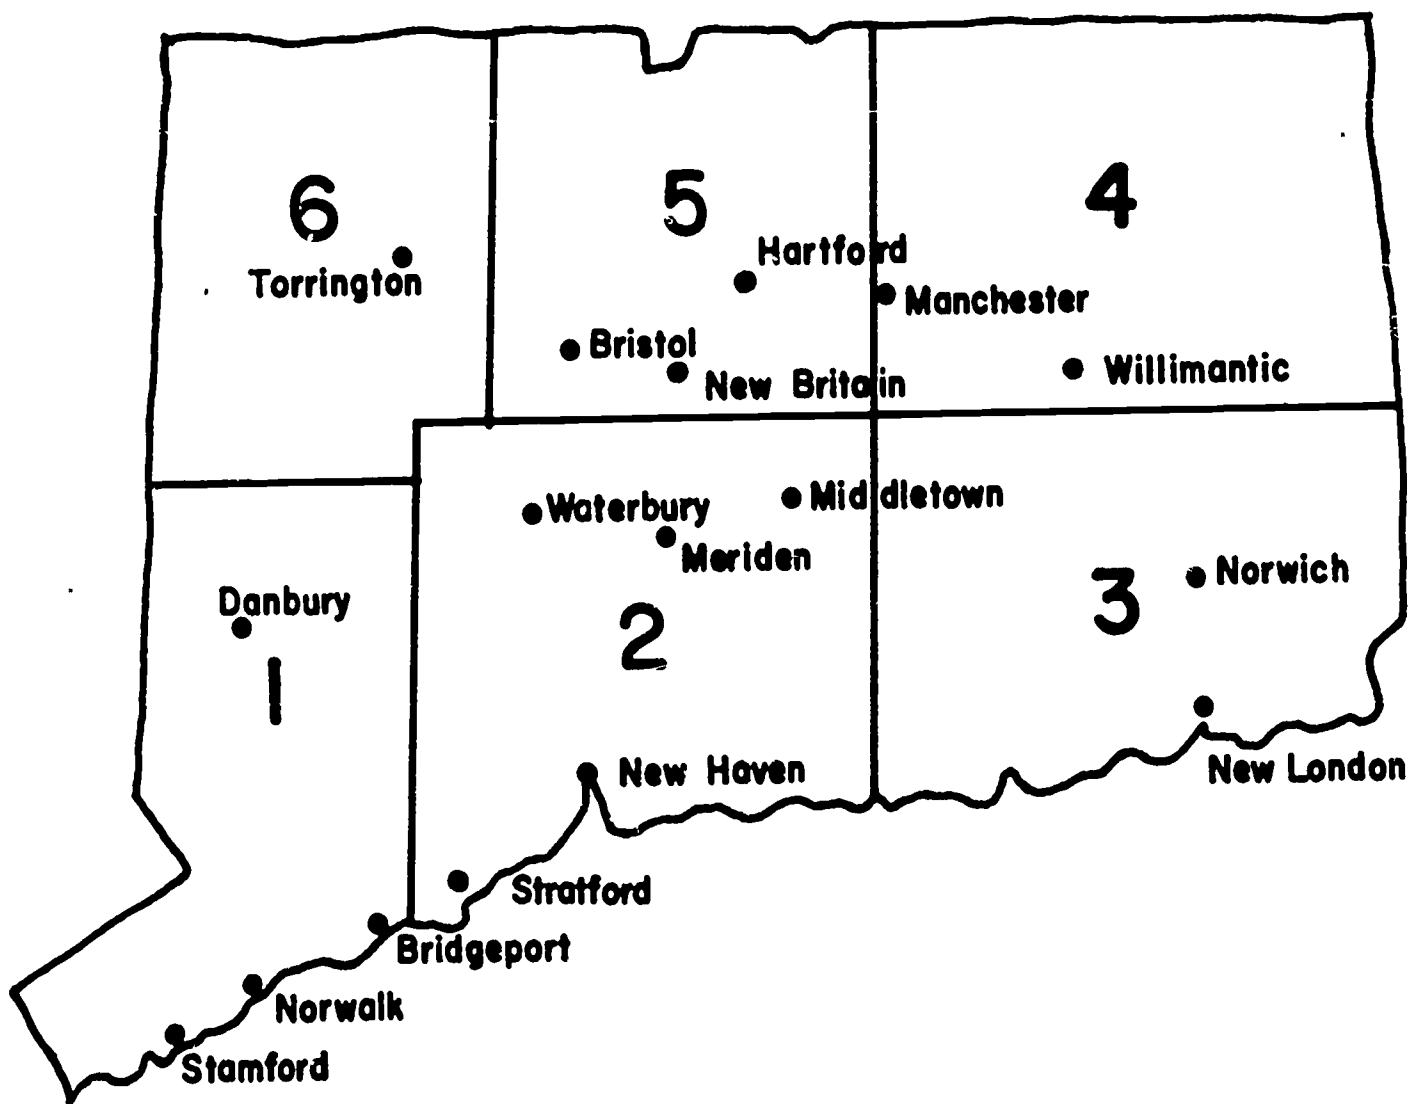 6
5
4
Hartford
Torrington
Manchester
Bristol
New Britain
Willimantic
Waterbury
Middletown
Meriden
Danbury
Norwich
3
2
1
New Haven
New London
Stratford
Bridgeport
Norwalk
Stamford